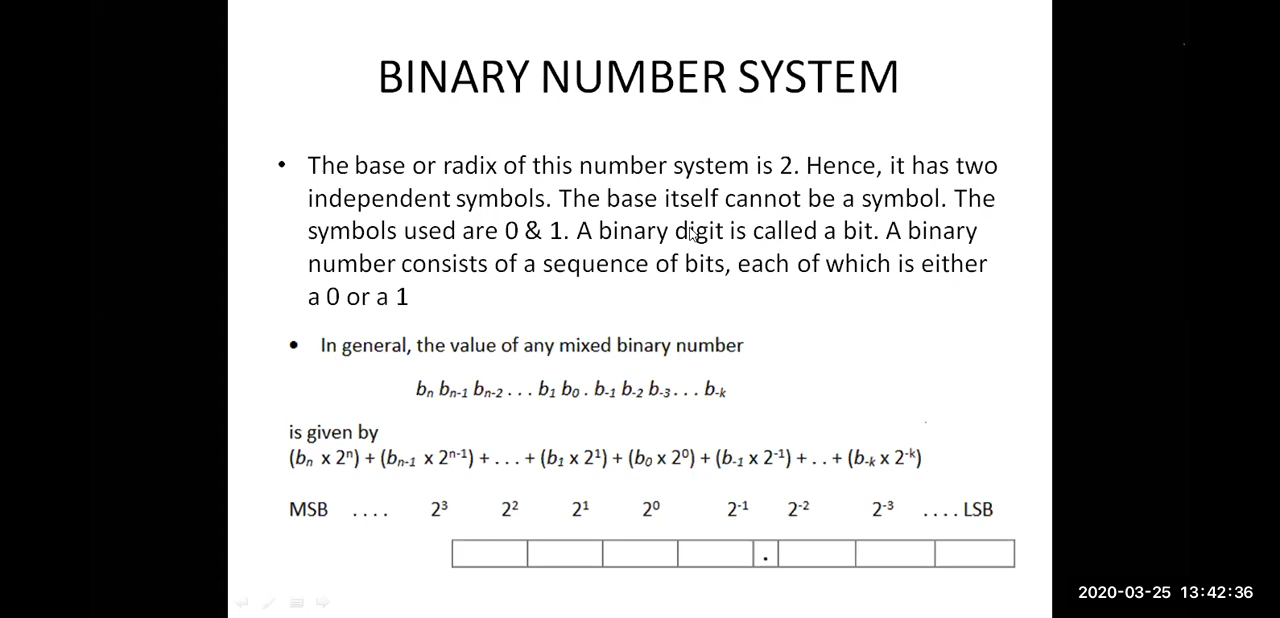 BINARY NUMBER SYSTEM
• The base or radix of this number system is 2. Hence, it has two
independent symbols. The base itself cannot be a symbol. The
symbols used are 0 & 1. A binary digit is called a bit. A binary
number consists of a sequence of bits, each of which is either
a 0 or a 1
• In general, the value of any mixed binary number
bₙ bₙ₋₁ bₙ₋₂ . . . b₁ b₀ . b₋₁ b₋₂ b₋₃ . . . b₋ₖ
is given by
(bₙ x 2ⁿ) + (bₙ₋₁ x 2ⁿ⁻¹) + . . . + (b₁ x 2¹) + (b₀ x 2⁰) + (b₋₁ x 2⁻¹) + . . + (b₋ₖ x 2⁻ᵏ)
MSB . . . . 2³ 2² 2¹ 2⁰ 2⁻¹ 2⁻² 2⁻³ . . . . LSB
.
2020-03-25 13:42:36